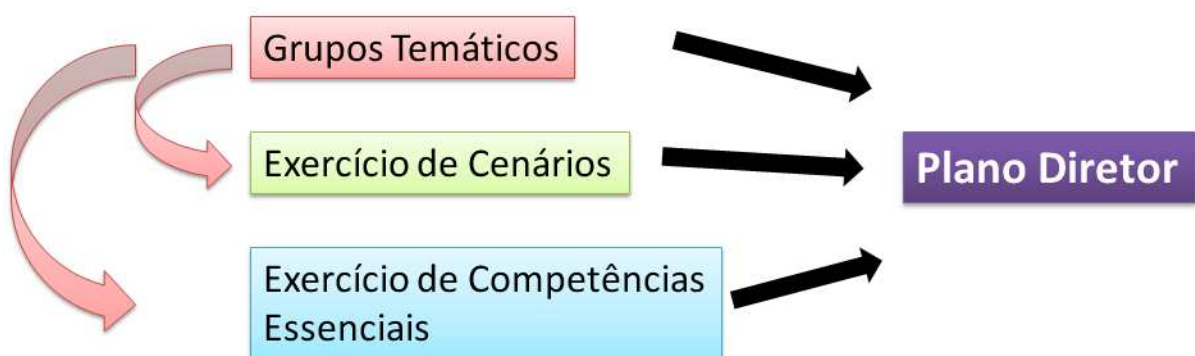 Grupos Temáticos
Exercício de Cenários
Plano Diretor
Exercício de Competências
Essenciais